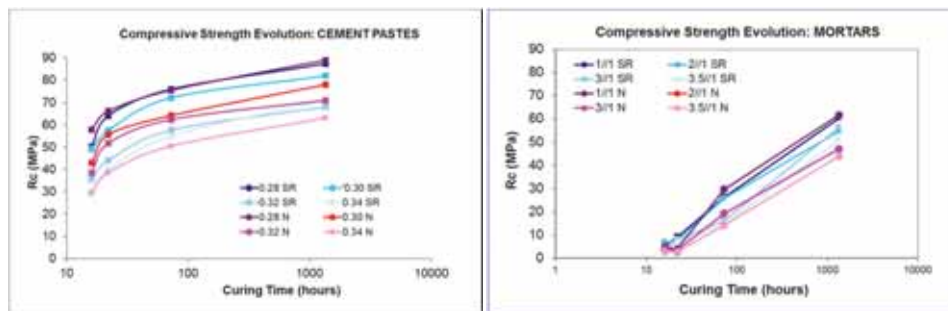 Compressive Strength Evolution: CEMENT PASTES
90
80
70
60
50
40
30
20
10
0
Rc (MPa)
0.28 SR 0.30 SR
0.32 SR 0.34 SR
0.28 N 0.30 N
0.32 N 0.34 N
10 100 1000 10000
Curing Time (hours)
Compressive Strength Evolution: MORTARS
90
80
70
60
50
40
30
20
10
0
Rc (MPa)
1//1 SR 2//1 SR
3//1 SR 3.5//1 SR
1//1 N 2//1 N
3//1 N 3.5//1 N
1 10 100 1000 10000
Curing Time (hours)